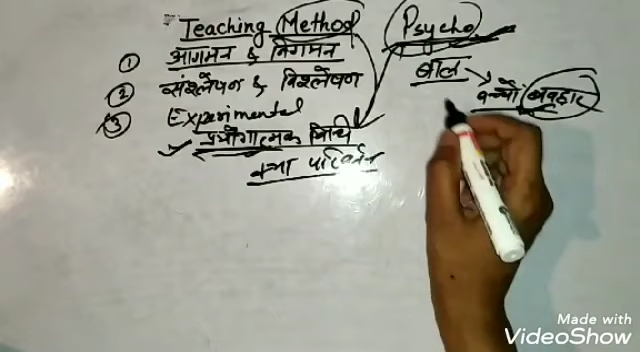 Teaching Method
① आगमन & निगमन
② संश्लेषण & विश्लेषण
③ Experimental
प्रयोगात्मक विधि
क्या परिवर्तन
Psycho
बाल
बच्चों व्यवहार
Made with
VideoShow